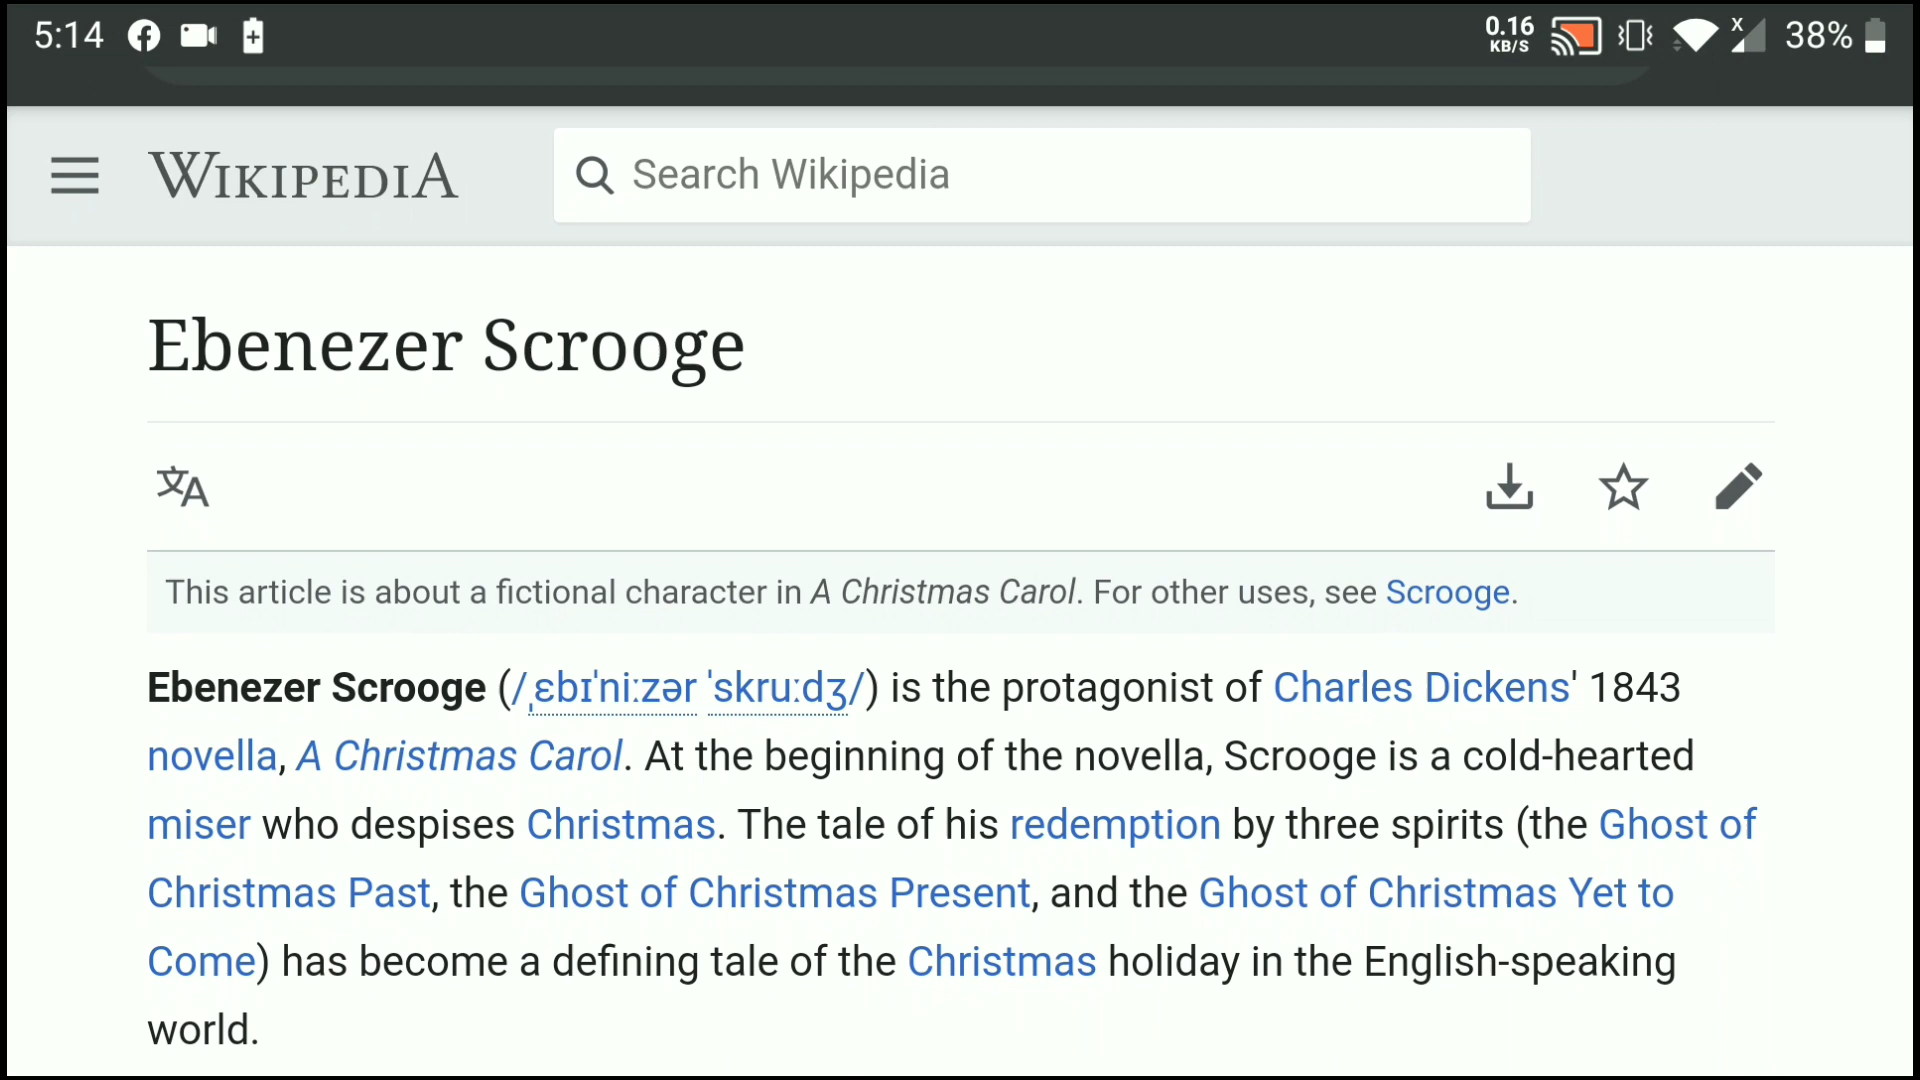 5:14
0.16 KB/S
X
38%
WIKIPEDIA
Search Wikipedia
Ebenezer Scrooge
文A
This article is about a fictional character in A Christmas Carol. For other uses, see Scrooge.
Ebenezer Scrooge (/ˌɛbɪˈniːzər ˈskruːdʒ/) is the protagonist of Charles Dickens' 1843
novella, A Christmas Carol. At the beginning of the novella, Scrooge is a cold-hearted
miser who despises Christmas. The tale of his redemption by three spirits (the Ghost of
Christmas Past, the Ghost of Christmas Present, and the Ghost of Christmas Yet to
Come) has become a defining tale of the Christmas holiday in the English-speaking
world.